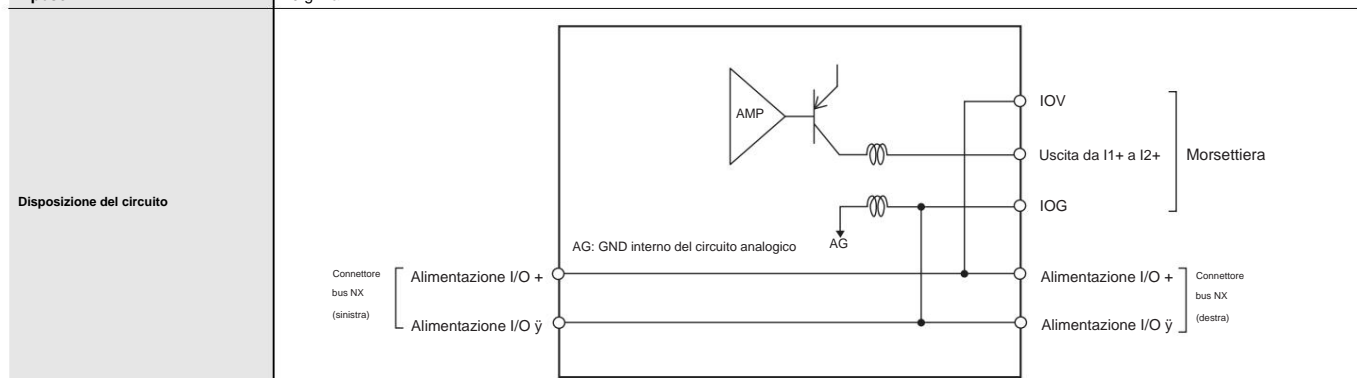 Disposizione del circuito
AMP
IOV
Uscita da I1+ a I2+
Morsettiera
IOG
AG: GND interno del circuito analogico
AG
Connettore
bus NX
(sinistra)
Alimentazione I/O +
Alimentazione I/O ÿ
Alimentazione I/O +
Alimentazione I/O ÿ
Connettore
bus NX
(destra)